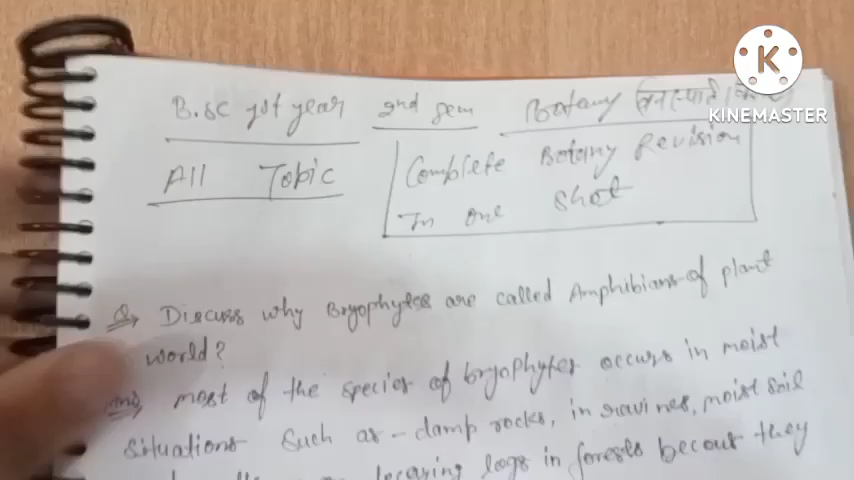 B.sc 1st year 2nd sem Botany
All Topic
Complete Botany Revision
In one Shot
KINEMASTER
Q. Discuss why Bryophytes are called Amphibians of plant
world?
Ans most of the species of bryophytes occurs in moist
situations such as - damp rocks, in ravines, moist soil
decaying logs in forests becous they